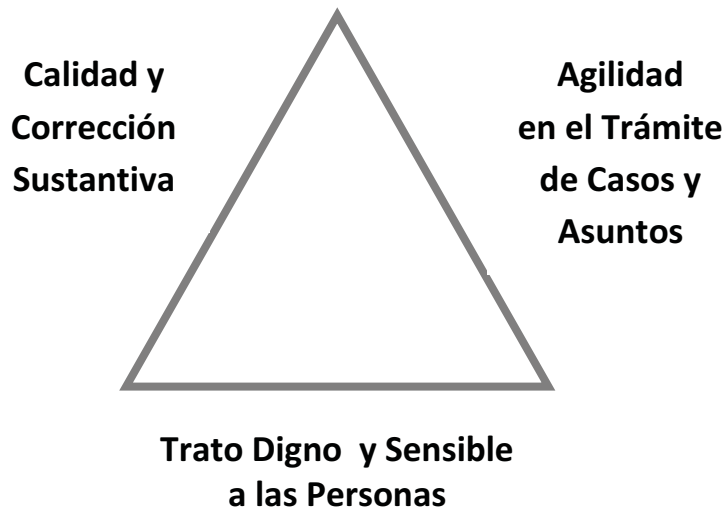 Calidad y
Corrección
Sustantiva
Agilidad
en el Trámite
de Casos y
Asuntos
Trato Digno  y Sensible
a las Personas